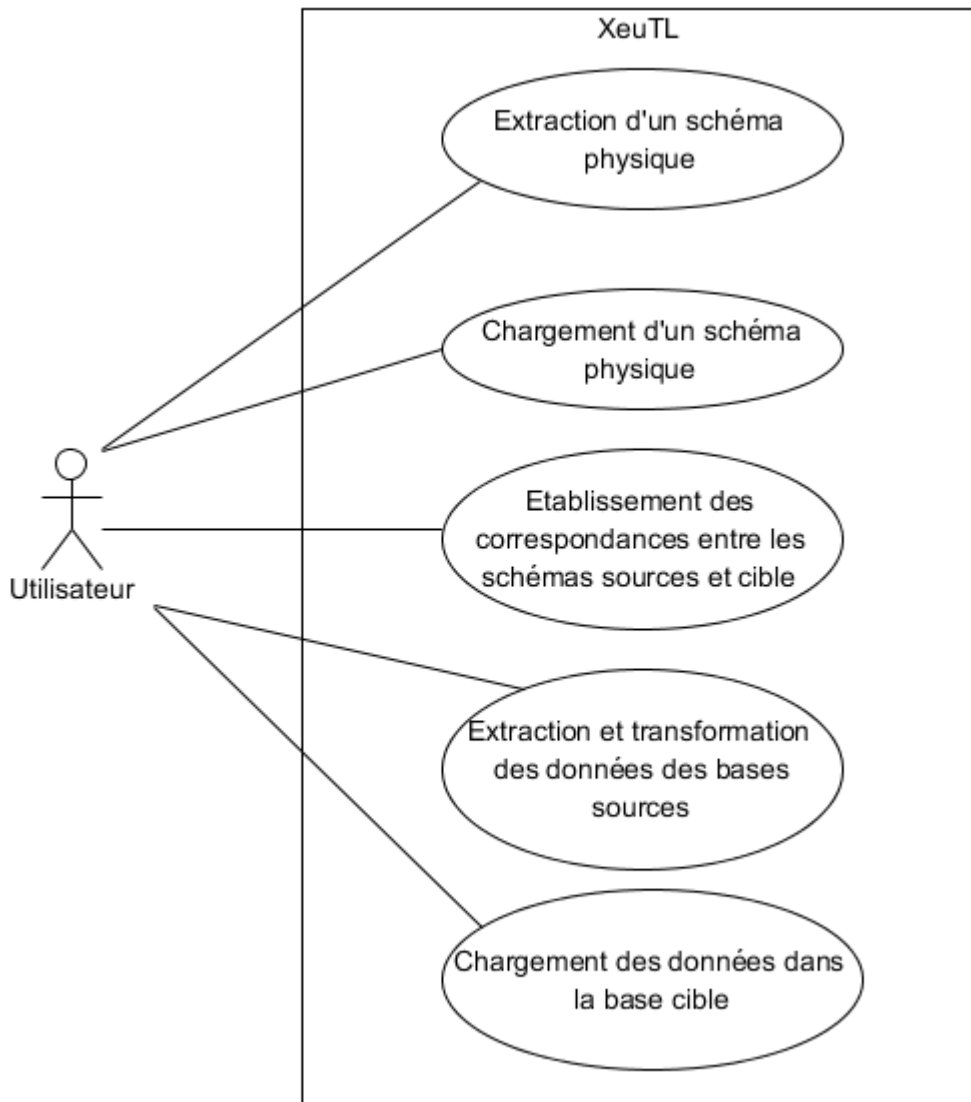 XeuTL
Extraction d'un schéma
physique
Chargement d'un schéma
physique
Etablissement des
correspondances entre les
schémas sources et cible
Utilisateur
Extraction et transformation
des données des bases
sources
Chargement des données dans
la base cible